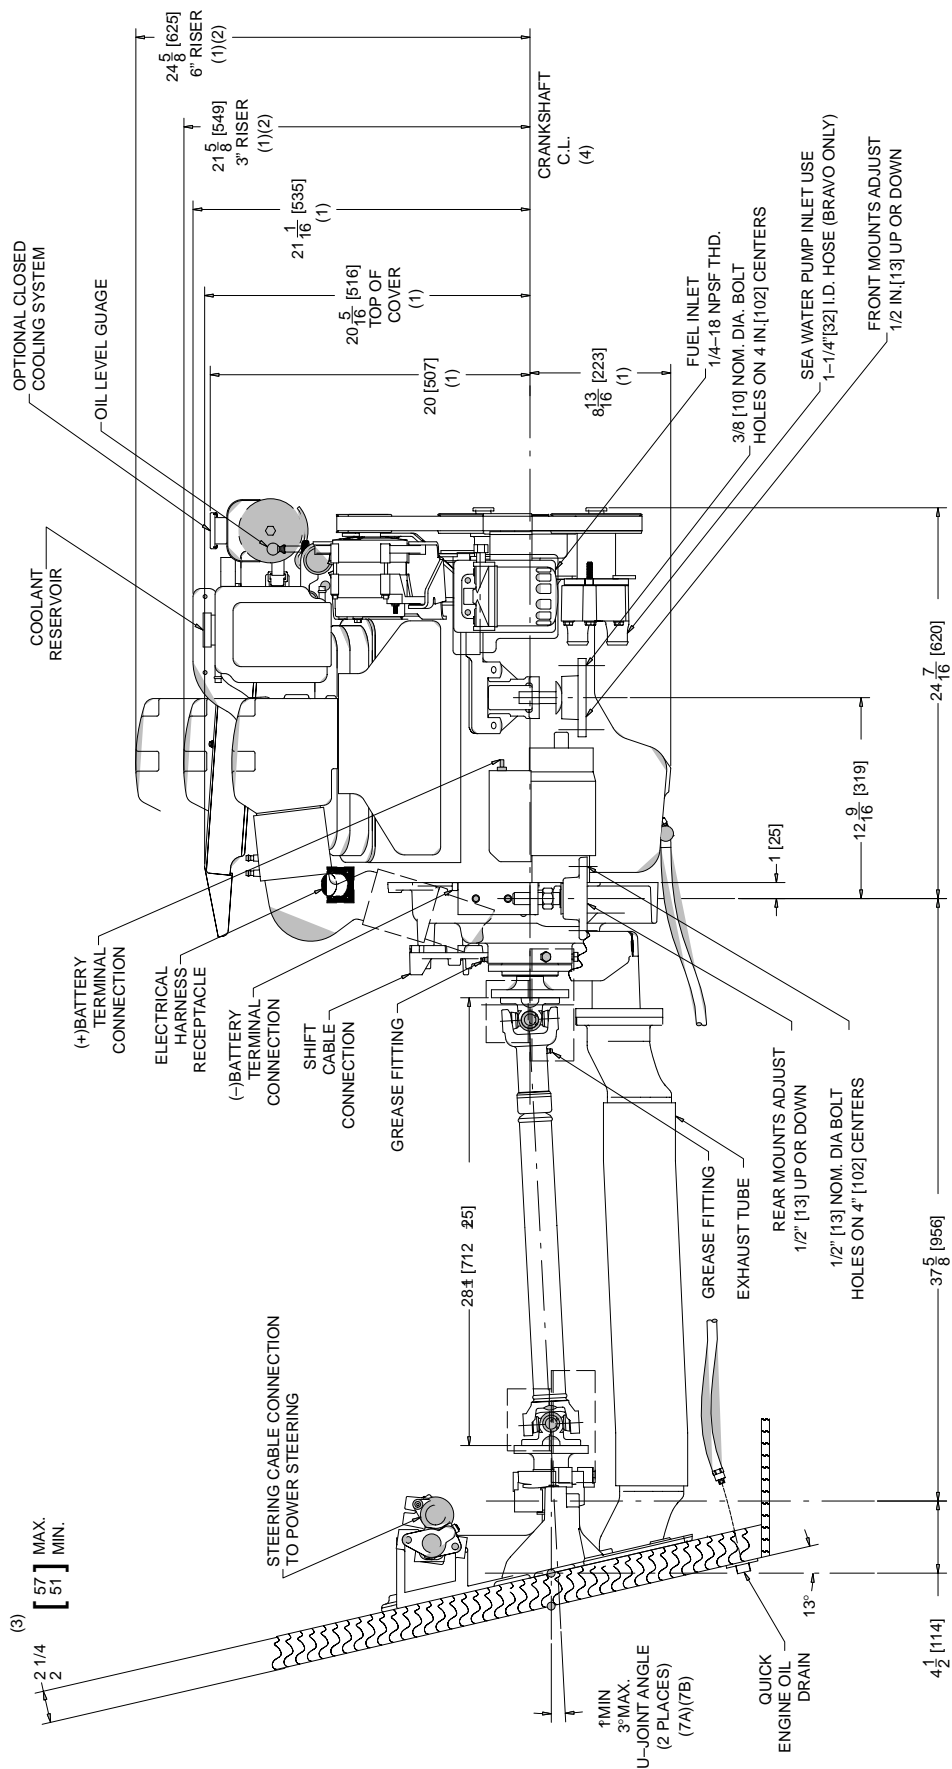 (3)
2 1/4
2
[ 57 ] MAX.
[ 51 ] MIN.
STEERING CABLE CONNECTION
TO POWER STEERING
28 [712 25]
(+)BATTERY
TERMINAL
CONNECTION
ELECTRICAL
HARNESS
RECEPTACLE
(–)BATTERY
TERMINAL
CONNECTION
SHIFT
CABLE
CONNECTION
GREASE FITTING
COOLANT
RESERVOIR
OPTIONAL CLOSED
COOLING SYSTEM
OIL LEVEL GUAGE
24 5/8 [625]
6” RISER
(1)(2)
21 5/8 [549]
3” RISER
(1)(2)
21 1/16 [535]
(1)
20 5/16 [516]
TOP OF
COVER
(1)
20 [507]
(1)
8 13/16 [223]
(1)
CRANKSHAFT
C.L.
(4)
FUEL INLET
1/4–18 NPSF THD.
3/8 [10] NOM. DIA. BOLT
HOLES ON 4 IN.[102] CENTERS
SEA WATER PUMP INLET USE
1–1/4”[32] I.D. HOSE (BRAVO ONLY)
FRONT MOUNTS ADJUST
1/2 IN.[13] UP OR DOWN
1°MIN
3°MAX.
U–JOINT ANGLE
(2 PLACES)
(7A)(7B)
QUICK
ENGINE OIL
DRAIN
13°
GREASE FITTING
EXHAUST TUBE
REAR MOUNTS ADJUST
1/2” [13] UP OR DOWN
1/2” [13] NOM. DIA BOLT
HOLES ON 4” [102] CENTERS
1 [25]
12 9/16 [319]
4 1/2 [114]
37 5/8 [956]
24 7/16 [620]